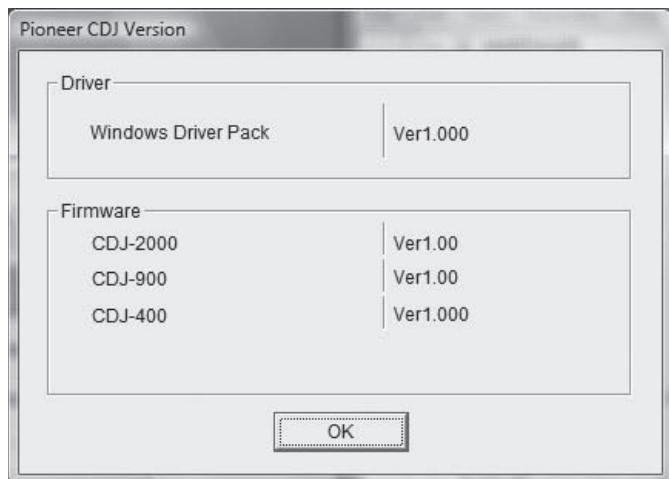 Pioneer CDJ Version
Driver
Windows Driver Pack Ver1.000
Firmware
CDJ-2000 Ver1.00
CDJ-900 Ver1.00
CDJ-400 Ver1.000
OK